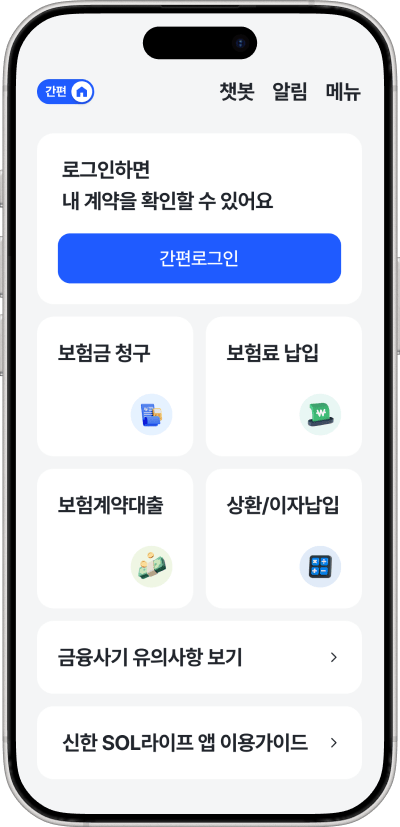 간편
챗봇 알림 메뉴
로그인하면
내 계약을 확인할 수 있어요
간편로그인
보험금 청구
보험료 납입
보험계약대출
상환/이자납입
금융사기 유의사항 보기
신한 SOL라이프 앱 이용가이드